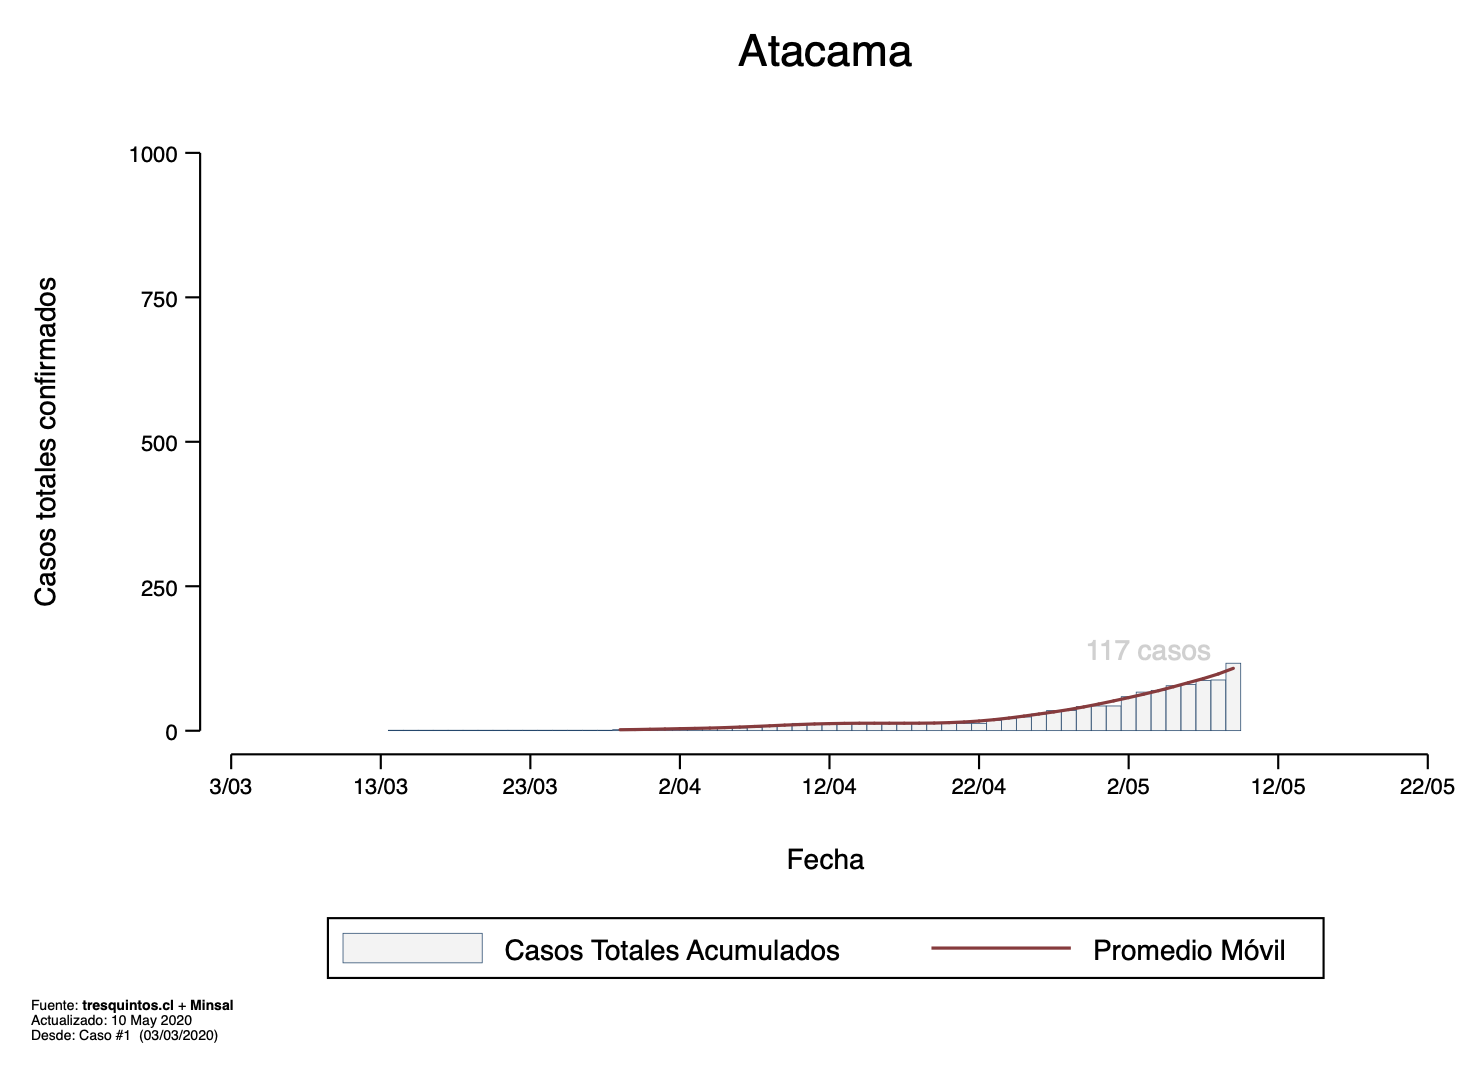 Atacama
Casos totales confirmados
1000
750
500
250
0
117 casos
3/03 13/03 23/03 2/04 12/04 22/04 2/05 12/05 22/05
Fecha
Casos Totales Acumulados Promedio Móvil
Fuente: tresquintos.cl + Minsal
Actualizado: 10 May 2020
Desde: Caso #1 (03/03/2020)